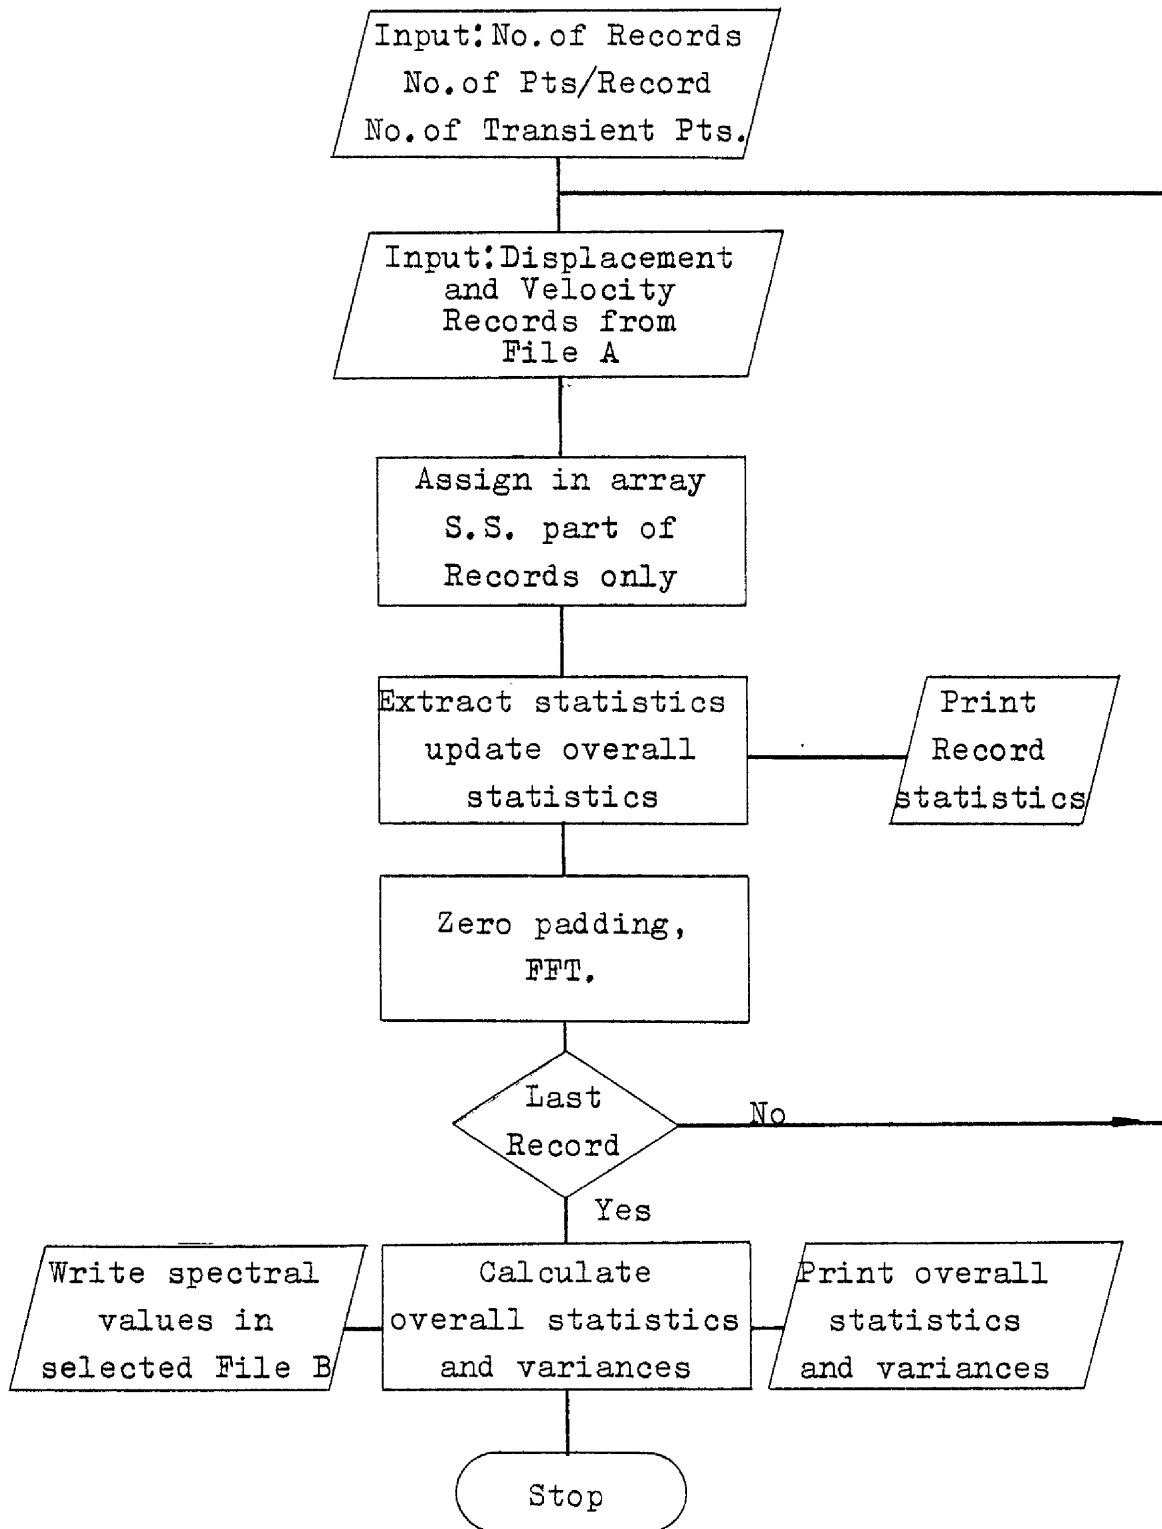 Input:No.of Records
No.of Pts/Record
No.of Transient Pts.
Input:Displacement
and Velocity
Records from
File A
Assign in array
S.S. part of
Records only
Extract statistics
update overall
statistics
Print
Record
statistics
Zero padding,
FFT.
Last
Record
No
Yes
Write spectral
values in
selected File B
Calculate
overall statistics
and variances
Print overall
statistics
and variances
Stop